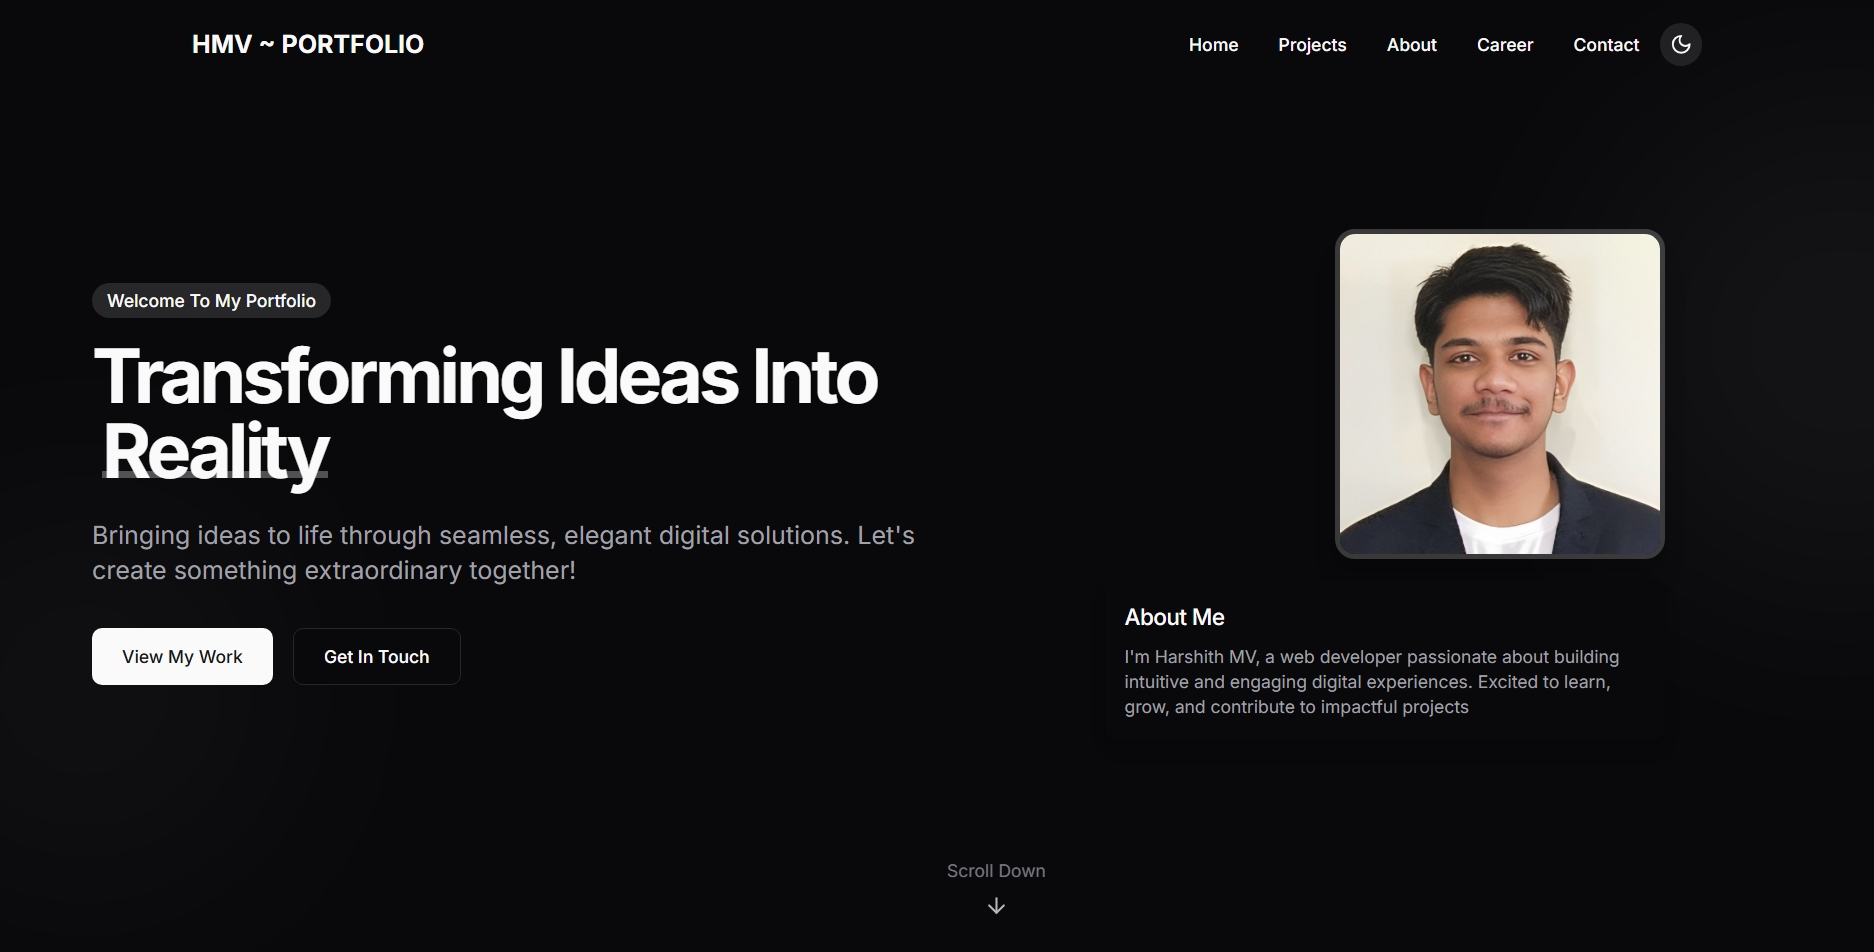 HMV ~ PORTFOLIO
Home Projects About Career Contact
Welcome To My Portfolio
Transforming Ideas Into
Reality
Bringing ideas to life through seamless, elegant digital solutions. Let's
create something extraordinary together!
View My Work
Get In Touch
About Me
I'm Harshith MV, a web developer passionate about building
intuitive and engaging digital experiences. Excited to learn,
grow, and contribute to impactful projects
Scroll Down